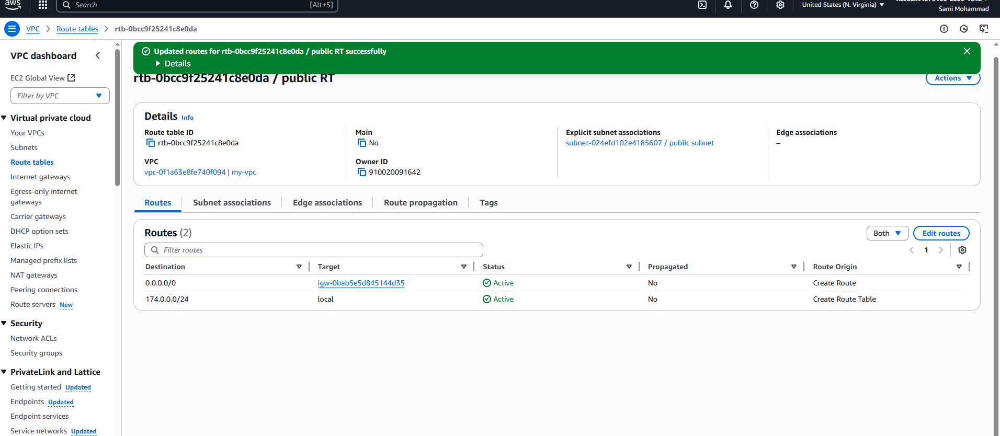 aws
Search [Alt+S]
United States (N. Virginia)
Sami Mohammad
VPC > Route tables > rtb-0bcc9f25241c8e0da
VPC dashboard
EC2 Global View
Filter by VPC
Virtual private cloud
Your VPCs
Subnets
Route tables
Internet gateways
Egress-only internet
gateways
Carrier gateways
DHCP option sets
Elastic IPs
Managed prefix lists
NAT gateways
Peering connections
Route servers New
Security
Network ACLs
Security groups
PrivateLink and Lattice
Getting started Updated
Endpoints Updated
Endpoint services
Service networks Updated
Updated routes for rtb-0bcc9f25241c8e0da / public RT successfully
Details
rtb-0bcc9f25241c8e0da / public RT
Actions
Details Info
Route table ID
rtb-0bcc9f25241c8e0da
Main
No
Explicit subnet associations
subnet-024efd102e4185607 / public subnet
Edge associations
–
VPC
vpc-0f1a63e8fe740f094 | my-vpc
Owner ID
910020091642
Routes Subnet associations Edge associations Route propagation Tags
Routes (2)
Both Edit routes
Filter routes
1
Destination Target Status Propagated Route Origin
0.0.0.0/0 igw-0bab5e5d845144d35 Active No Create Route
174.0.0.0/24 local Active No Create Route Table